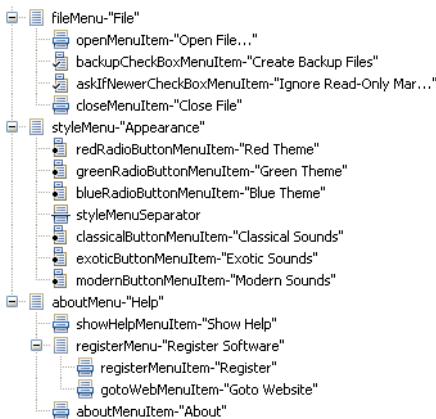 fileMenu-"File"
openMenuItem-"Open File..."
backupCheckBoxMenuItem-"Create Backup Files"
askIfNewerCheckBoxMenuItem-"Ignore Read-Only Mar..."
closeMenuItem-"Close File"
styleMenu-"Appearance"
redRadioButtonMenuItem-"Red Theme"
greenRadioButtonMenuItem-"Green Theme"
blueRadioButtonMenuItem-"Blue Theme"
styleMenuSeparator
classicalButtonMenuItem-"Classical Sounds"
exoticButtonMenuItem-"Exotic Sounds"
modernButtonMenuItem-"Modern Sounds"
aboutMenu-"Help"
showHelpMenuItem-"Show Help"
registerMenu-"Register Software"
registerMenuItem-"Register"
gotoWebMenuItem-"Goto Website"
aboutMenuItem-"About"